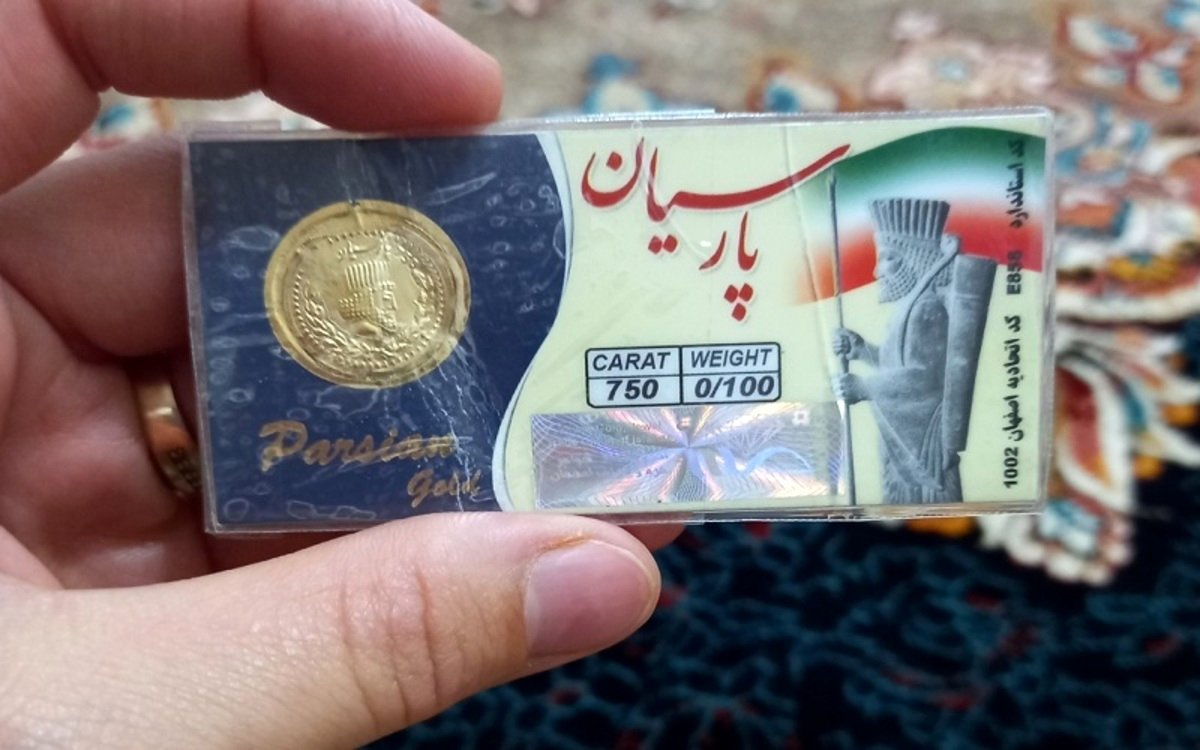 پارسیان
CARAT WEIGHT
750 0/100
Parsian
Gold
کد استاندارد E858 کد اتحادیه اصفهان 1002